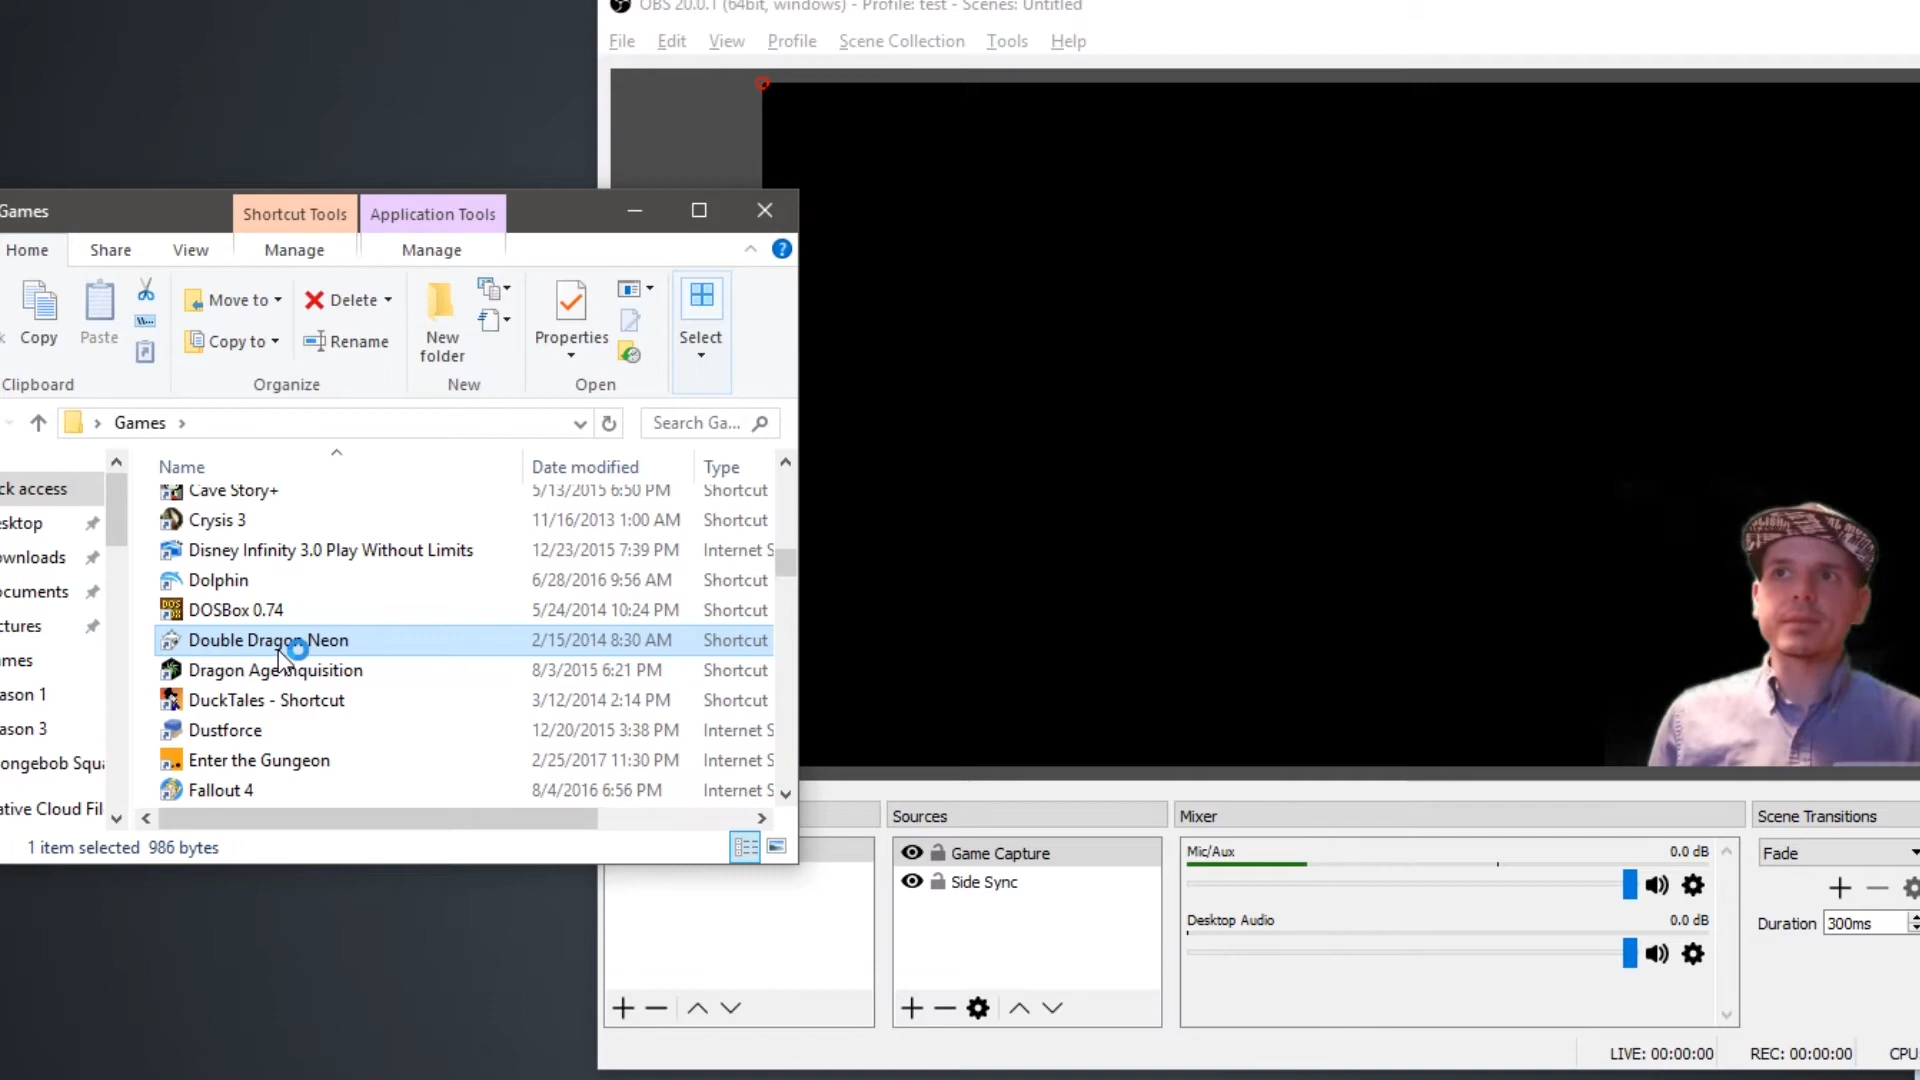 OBS 20.0.1 (64bit, windows) - Profile: test - Scenes: Untitled
File Edit View Profile Scene Collection Tools Help
Games
Shortcut Tools
Application Tools
Home Share View Manage Manage
Copy
Paste
Move to
Copy to
Delete
Rename
New
folder
Properties
Select
Clipboard
Organize
New
Open
Games
Search Ga...
Name Date modified Type
ck access
esktop
ownloads
ocuments
ctures
mes
ason 1
ason 3
ongebob Squa
ative Cloud Fil
Cave Story+ 5/13/2015 6:50 PM Shortcut
Crysis 3 11/16/2013 1:00 AM Shortcut
Disney Infinity 3.0 Play Without Limits 12/23/2015 7:39 PM Internet S
Dolphin 6/28/2016 9:56 AM Shortcut
DOSBox 0.74 5/24/2014 10:24 PM Shortcut
Double Dragon Neon 2/15/2014 8:30 AM Shortcut
Dragon Age Inquisition 8/3/2015 6:21 PM Shortcut
DuckTales - Shortcut 3/12/2014 2:14 PM Shortcut
Dustforce 12/20/2015 3:38 PM Internet S
Enter the Gungeon 2/25/2017 11:30 PM Internet S
Fallout 4 8/4/2016 6:56 PM Internet S
1 item selected 986 bytes
Sources
Game Capture
Side Sync
Mixer
Mic/Aux 0.0 dB
Desktop Audio 0.0 dB
Scene Transitions
Fade
Duration 300ms
LIVE: 00:00:00 REC: 00:00:00 CPU